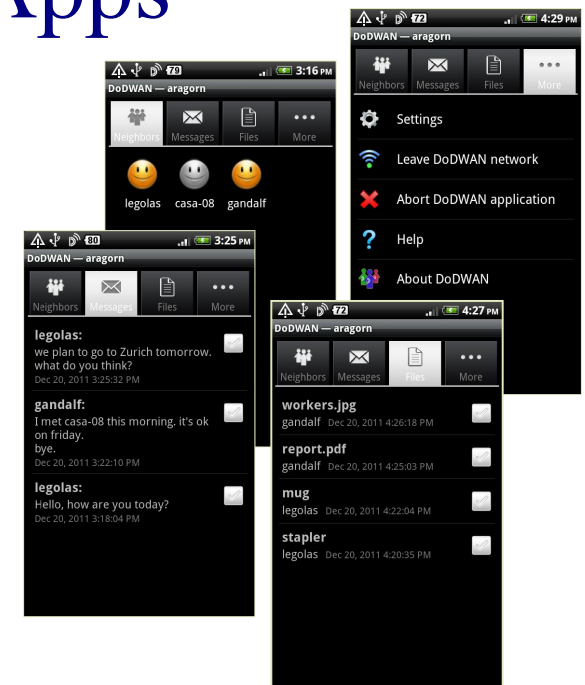 Apps
79 3:16 PM
DoDWAN — aragorn
Neighbors Messages Files More
legolas casa-08 gandalf
72 4:29 PM
DoDWAN — aragorn
Neighbors Messages Files More
Settings
Leave DoDWAN network
Abort DoDWAN application
Help
About DoDWAN
80 3:25 PM
DoDWAN — aragorn
Neighbors Messages Files More
legolas:
we plan to go to Zurich tomorrow.
what do you think?
Dec 20, 2011 3:25:32 PM
gandalf:
I met casa-08 this morning. it's ok
on friday.
bye.
Dec 20, 2011 3:22:10 PM
legolas:
Hello, how are you today?
Dec 20, 2011 3:18:04 PM
72 4:27 PM
DoDWAN — aragorn
Neighbors Messages Files More
workers.jpg
gandalf Dec 20, 2011 4:26:18 PM
report.pdf
gandalf Dec 20, 2011 4:25:03 PM
mug
legolas Dec 20, 2011 4:22:04 PM
stapler
legolas Dec 20, 2011 4:20:35 PM